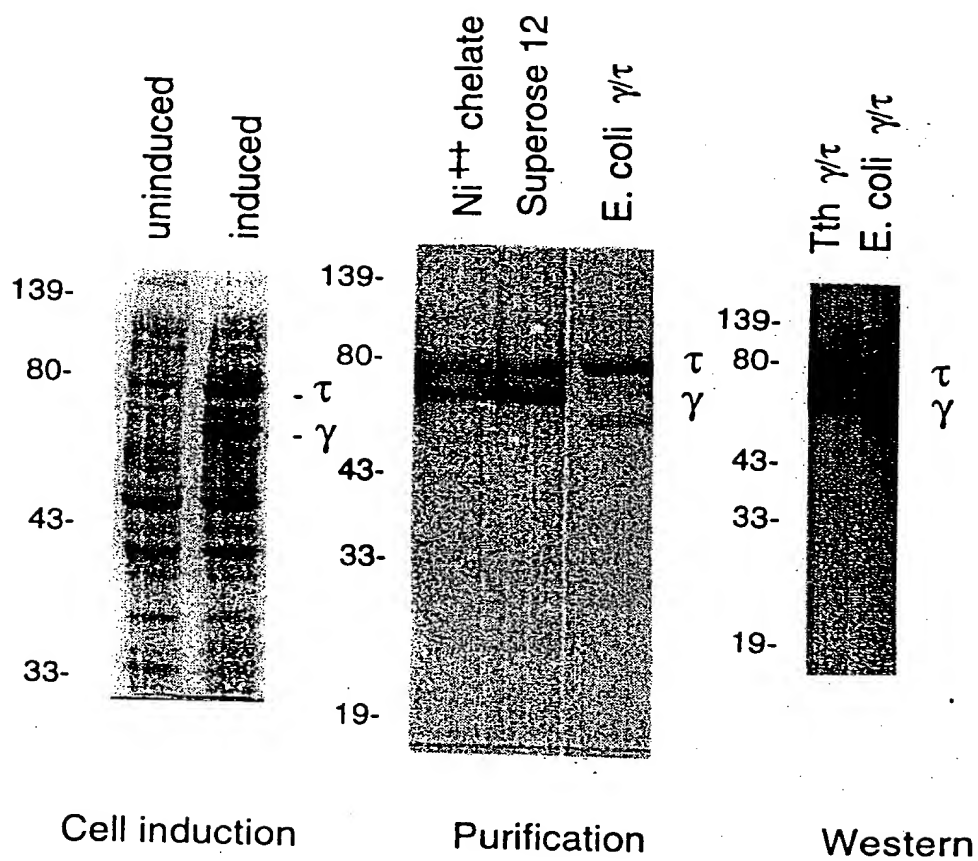 uninduced
induced
139-
80-
43-
33-
- τ
- γ
Cell induction
Ni++ chelate
Superose 12
E. coli γ/τ
139-
80-
43-
33-
19-
τ
γ
Purification
Tth γ/τ
E. coli γ/τ
139-
80-
43-
33-
19-
τ
γ
Western